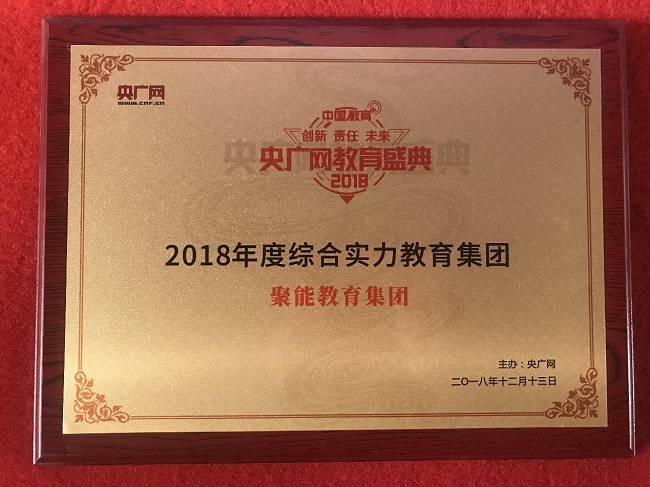 央广网
www.cnr.cn
中国教育
创新 责任 未来
央广网教育盛典
2018
2018年度综合实力教育集团
聚能教育集团
主办：央广网
二〇一八年十二月十三日